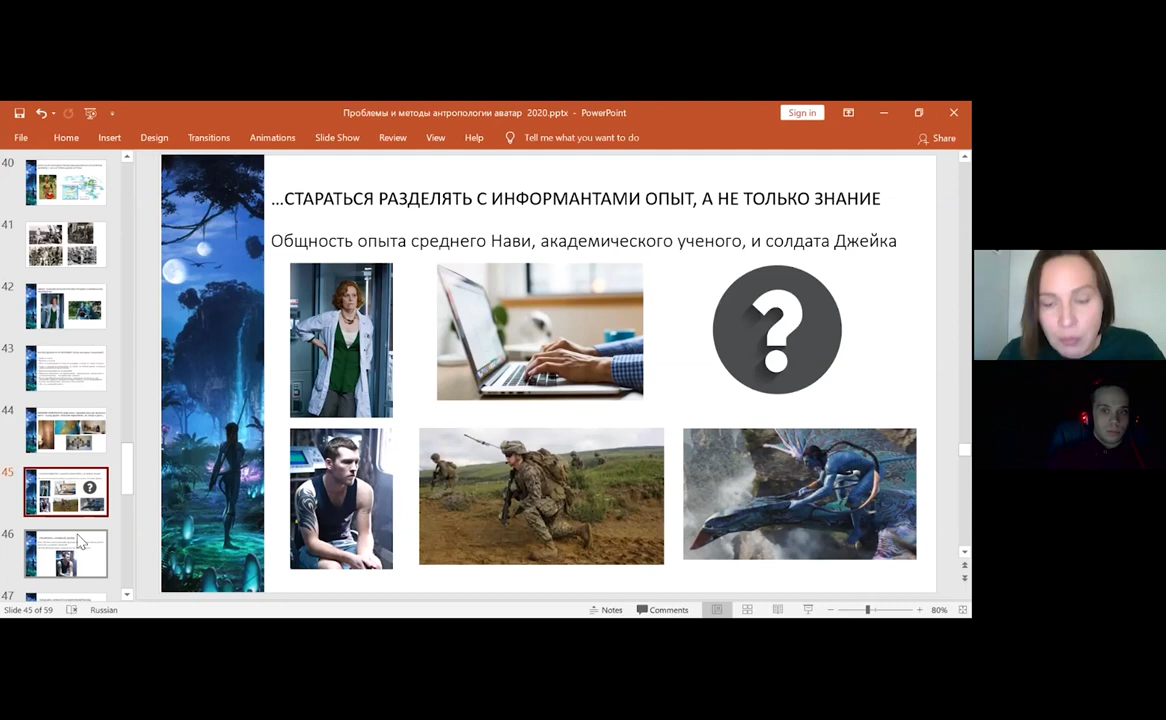 Проблемы и методы антропологии аватар 2020.pptx - PowerPoint
Sign in
File Home Insert Design Transitions Animations Slide Show Review View Help Tell me what you want to do Share
40
41
42
43
44
45
46
47
...СТАРАТЬСЯ РАЗДЕЛЯТЬ С ИНФОРМАНТАМИ ОПЫТ, А НЕ ТОЛЬКО ЗНАНИЕ
Общность опыта среднего Нави, академического ученого, и солдата Джейка
?
Slide 45 of 59 Russian Notes Comments 80%